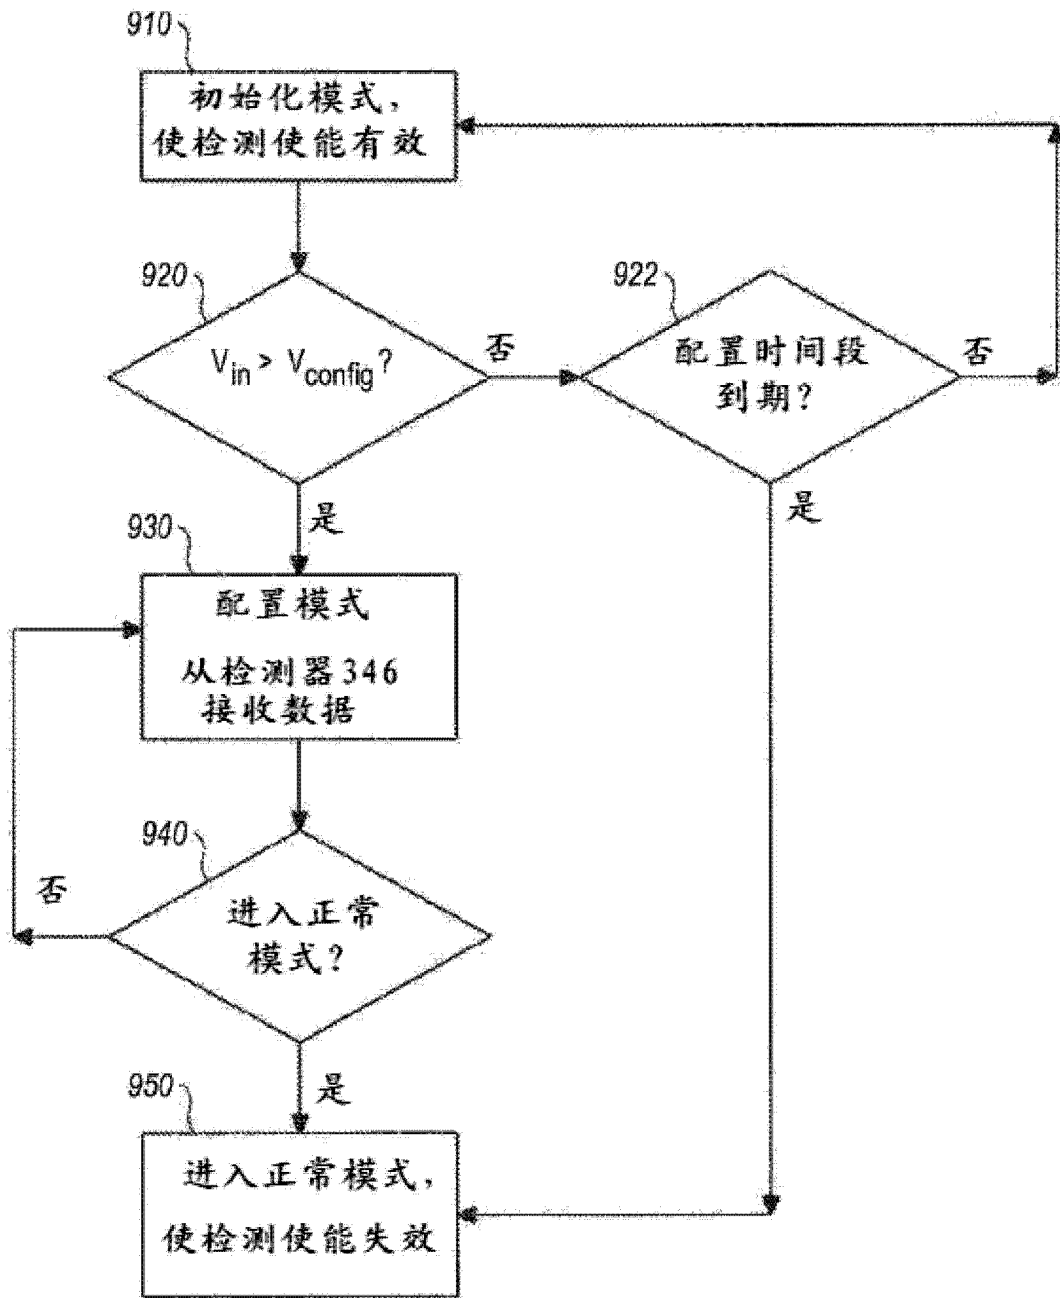 910
初始化模式，
使检测使能有效
920
V_in > V_config?
否
922
配置时间段
到期？
否
是
是
930
配置模式
从检测器346
接收数据
940
进入正常
模式？
否
是
950
进入正常模式，
使检测使能失效